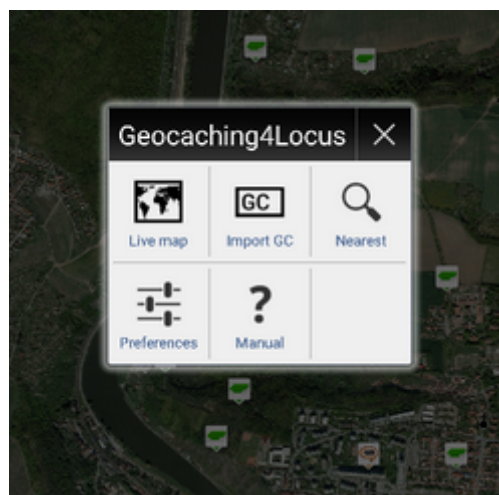 Geocaching4Locus
Live map
GC
Import GC
Nearest
Preferences
?
Manual